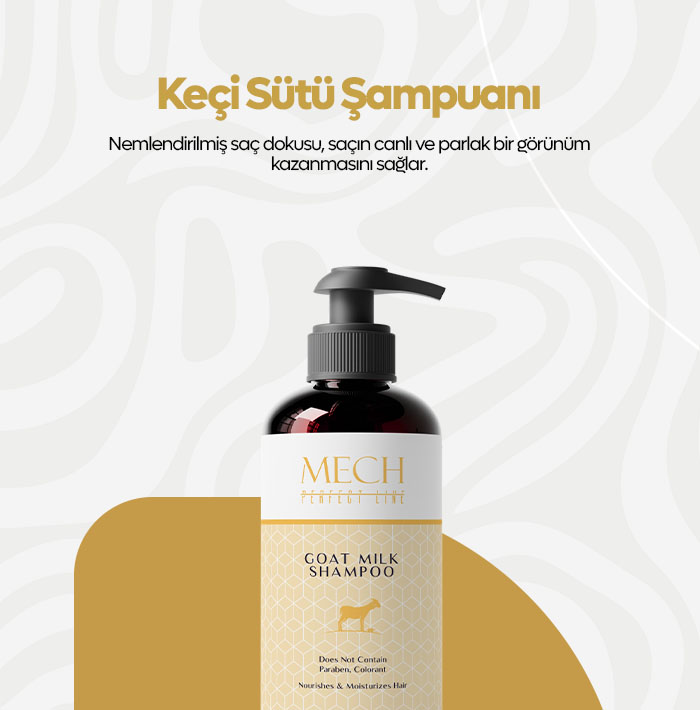 Keçi Sütü Şampuanı
Nemlendirilmiş saç dokusu, saçın canlı ve parlak bir görünüm
kazanmasını sağlar.
MECH
PERFECT LINE
GOAT MILK
SHAMPOO
Does Not Contain
Paraben, Colorant
Nourishes & Moisturizes Hair